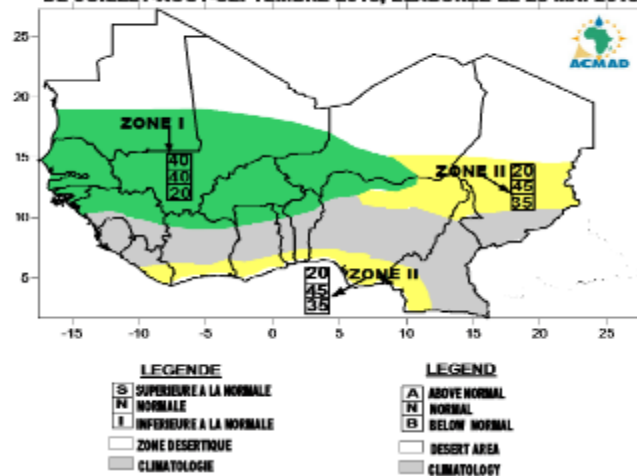 ACMAD
25
20
15
10
5
ZONE I
40
40
20
ZONE II
20
45
35
ZONE II
20
45
35
-15
-10
-5
0
5
10
15
20
25
LEGENDE
S SUPERIEURE A LA NORMALE
N NORMALE
I INFERIEURE A LA NORMALE
ZONE DESERTIQUE
CLIMATOLOGIE
LEGEND
A ABOVE NORMAL
N NORMAL
B BELOW NORMAL
DESERT AREA
CLIMATOLOGY